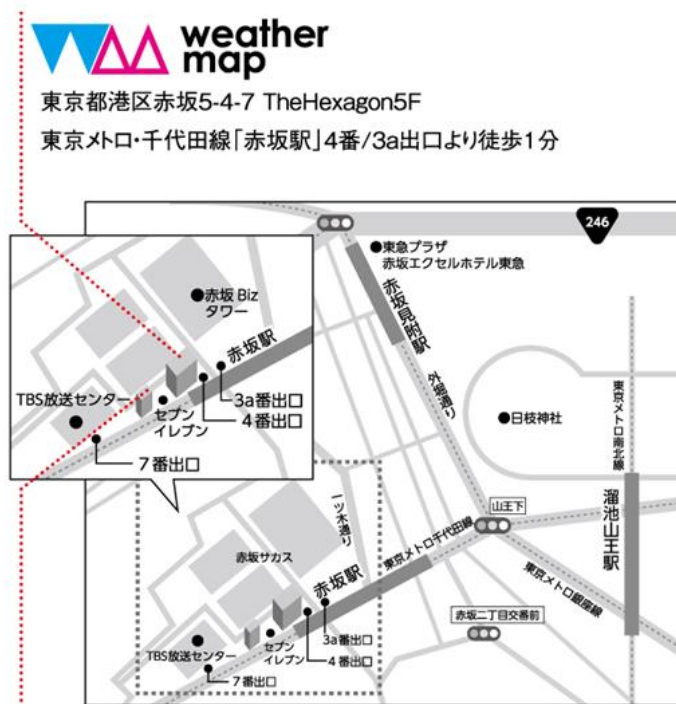 weather
map
東京都港区赤坂5-4-7 TheHexagon5F
東京メトロ・千代田線「赤坂駅」4番/3a出口より徒歩1分
246
東急プラザ
赤坂エクセルホテル東急
赤坂見附駅
外堀通り
赤坂 Biz
タワー
赤坂駅
TBS放送センター
セブン
イレブン
3a番出口
4番出口
7番出口
日枝神社
東京メトロ南北線
溜池山王駅
山王下
一ツ木通り
赤坂サカス
赤坂駅
東京メトロ千代田線
東京メトロ銀座線
赤坂二丁目交番前
3a番出口
セブン
イレブン
4番出口
TBS放送センター
7番出口